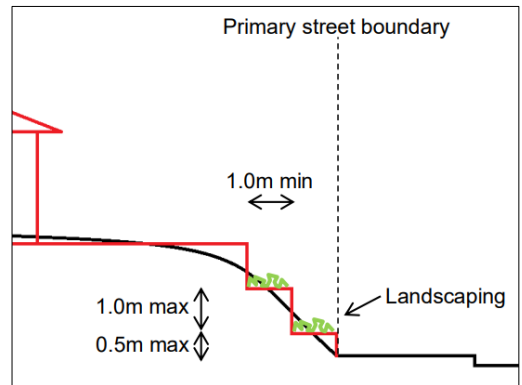 Primary street boundary
1.0m min
Landscaping
1.0m max
0.5m max